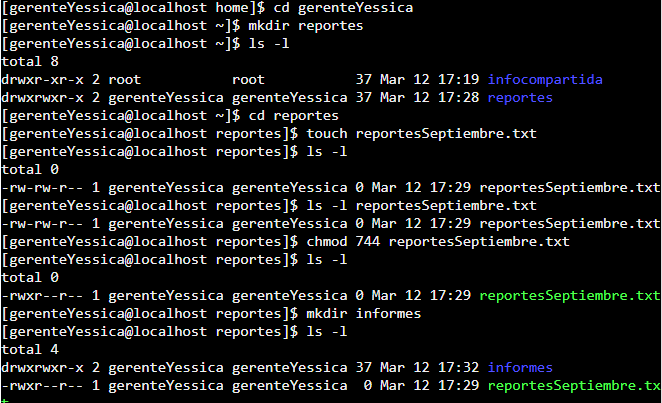 [gerenteYessica@localhost home]$ cd gerenteYessica
[gerenteYessica@localhost ~]$ mkdir reportes
[gerenteYessica@localhost ~]$ ls -l
total 8
drwxr-xr-x 2 root           root           37 Mar 12 17:19 infocompartida
drwxrwxr-x 2 gerenteYessica gerenteYessica 37 Mar 12 17:28 reportes
[gerenteYessica@localhost ~]$ cd reportes
[gerenteYessica@localhost reportes]$ touch reportesSeptiembre.txt
[gerenteYessica@localhost reportes]$ ls -l
total 0
-rw-rw-r-- 1 gerenteYessica gerenteYessica 0 Mar 12 17:29 reportesSeptiembre.txt
[gerenteYessica@localhost reportes]$ ls -l reportesSeptiembre.txt
-rw-rw-r-- 1 gerenteYessica gerenteYessica 0 Mar 12 17:29 reportesSeptiembre.txt
[gerenteYessica@localhost reportes]$ chmod 744 reportesSeptiembre.txt
[gerenteYessica@localhost reportes]$ ls -l
total 0
-rwxr--r-- 1 gerenteYessica gerenteYessica 0 Mar 12 17:29 reportesSeptiembre.txt
[gerenteYessica@localhost reportes]$ mkdir informes
[gerenteYessica@localhost reportes]$ ls -l
total 4
drwxrwxr-x 2 gerenteYessica gerenteYessica 37 Mar 12 17:32 informes
-rwxr--r-- 1 gerenteYessica gerenteYessica  0 Mar 12 17:29 reportesSeptiembre.tx
t